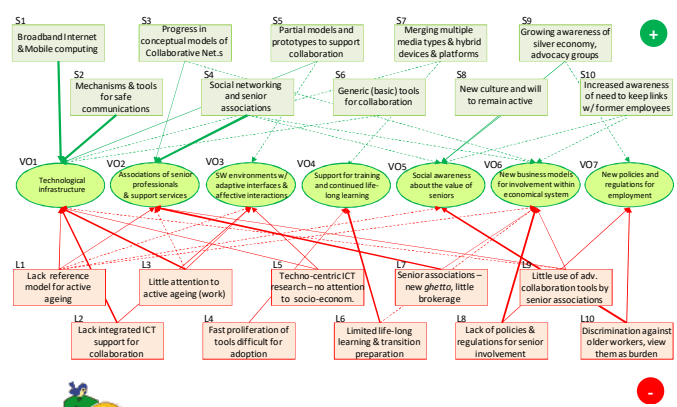 S1
Broadband Internet
& Mobile computing
S3
Progress in
conceptual models of
Collaborative Net.s
S5
Partial models and
prototypes to support
collaboration
S7
Merging multiple
media types & hybrid
devices & platforms
S9
Growing awareness of
silver economy,
advocacy groups
+
S2
Mechanisms & tools
for safe
communications
S4
Social networking
and senior
associations
S6
Generic (basic) tools
for collaboration
S8
New culture and will
to remain active
S10
Increased awareness
of need to keep links
w/ former employees
VO1
Technological
infrastructure
VO2
Associations of senior
professionals
& support services
VO3
SW environments w/
adaptive interfaces &
affective interactions
VO4
Support for training
and continued life-
long learning
VO5
Social awareness
about the value of
seniors
VO6
New business models
for involvement within
economical system
VO7
New policies and
regulations for
employment
L1
Lack reference
model for active
ageing
L3
Little attention to
active ageing (work)
L5
Techno-centric ICT
research – no attention
to socio-econom.
L7
Senior associations –
new ghetto, little
brokerage
L9
Little use of adv.
collaboration tools by
senior associations
L2
Lack integrated ICT
support for
collaboration
L4
Fast proliferation of
tools difficult for
adoption
L6
Limited life-long
learning & transition
preparation
L8
Lack of policies &
regulations for senior
involvement
L10
Discrimination against
older workers, view
them as burden
-